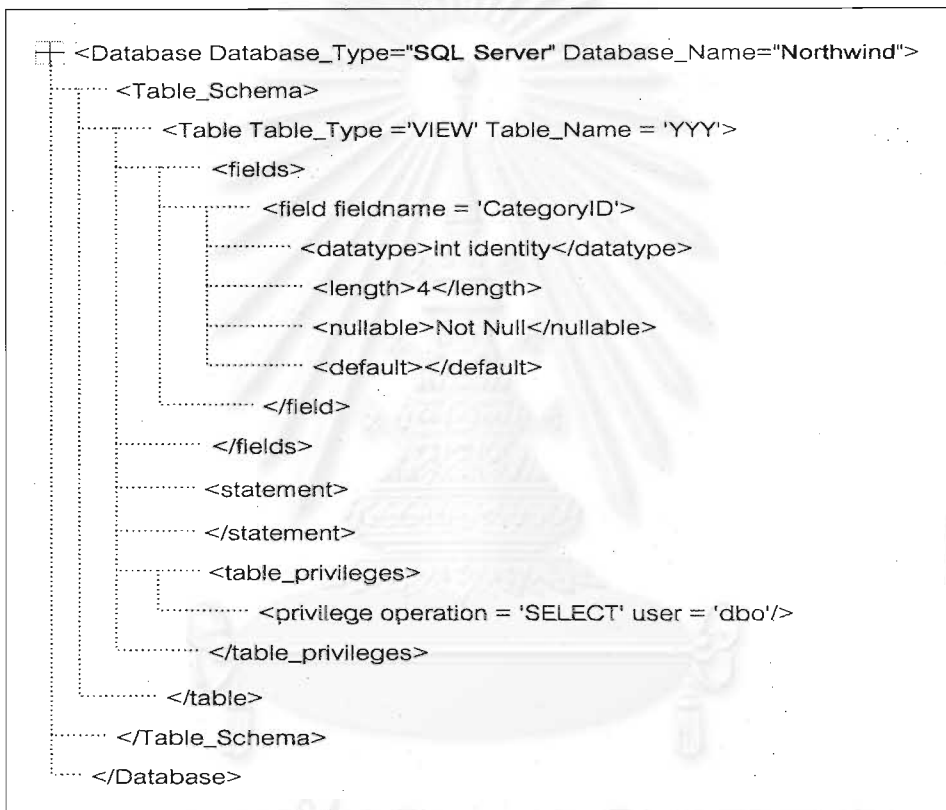 <Database Database_Type="SQL Server" Database_Name="Northwind">
<Table_Schema>
<Table Table_Type ='VIEW' Table_Name = 'YYY'>
<fields>
<field fieldname = 'CategoryID'>
<datatype>int identity</datatype>
<length>4</length>
<nullable>Not Null</nullable>
<default></default>
</field>
</fields>
<statement>
</statement>
<table_privileges>
<privilege operation = 'SELECT' user = 'dbo'/>
</table_privileges>
</table>
</Table_Schema>
</Database>